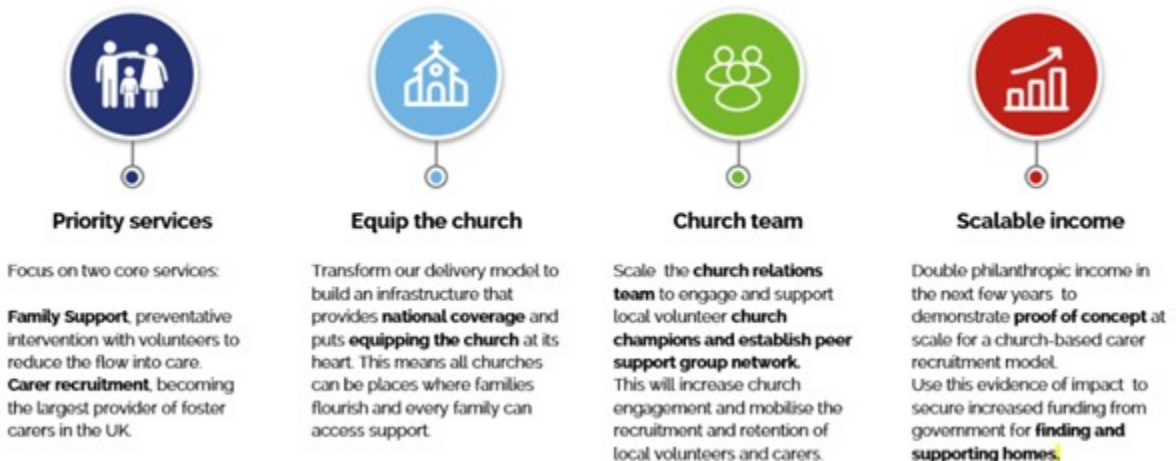 Priority services
Focus on two core services:
Family Support, preventative
intervention with volunteers to
reduce the flow into care.
Carer recruitment, becoming
the largest provider of foster
carers in the UK.
Equip the church
Transform our delivery model to
build an infrastructure that
provides national coverage and
puts equipping the church at its
heart. This means all churches
can be places where families
flourish and every family can
access support.
Church team
Scale the church relations
team to engage and support
local volunteer church
champions and establish peer
support group network.
This will increase church
engagement and mobilise the
recruitment and retention of
local volunteers and carers.
Scalable income
Double philanthropic income in
the next few years to
demonstrate proof of concept at
scale for a church-based carer
recruitment model.
Use this evidence of impact to
secure increased funding from
government for finding and
supporting homes.